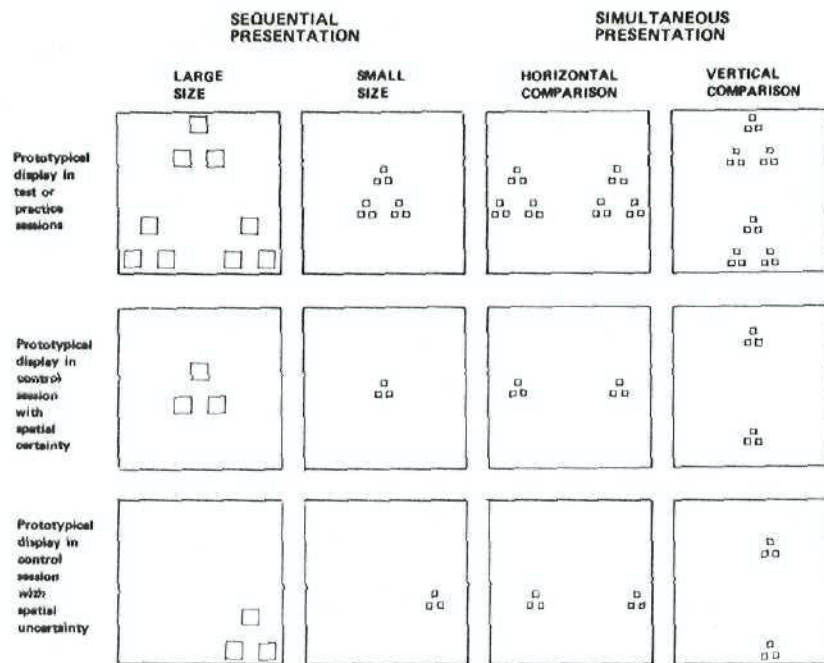 SEQUENTIAL
PRESENTATION
SIMULTANEOUS
PRESENTATION
LARGE
SIZE
SMALL
SIZE
HORIZONTAL
COMPARISON
VERTICAL
COMPARISON
Prototypical
display in
test or
practice
sessions
Prototypical
display in
control
session
with
spatial
certainty
Prototypical
display in
control
session
with
spatial
uncertainty